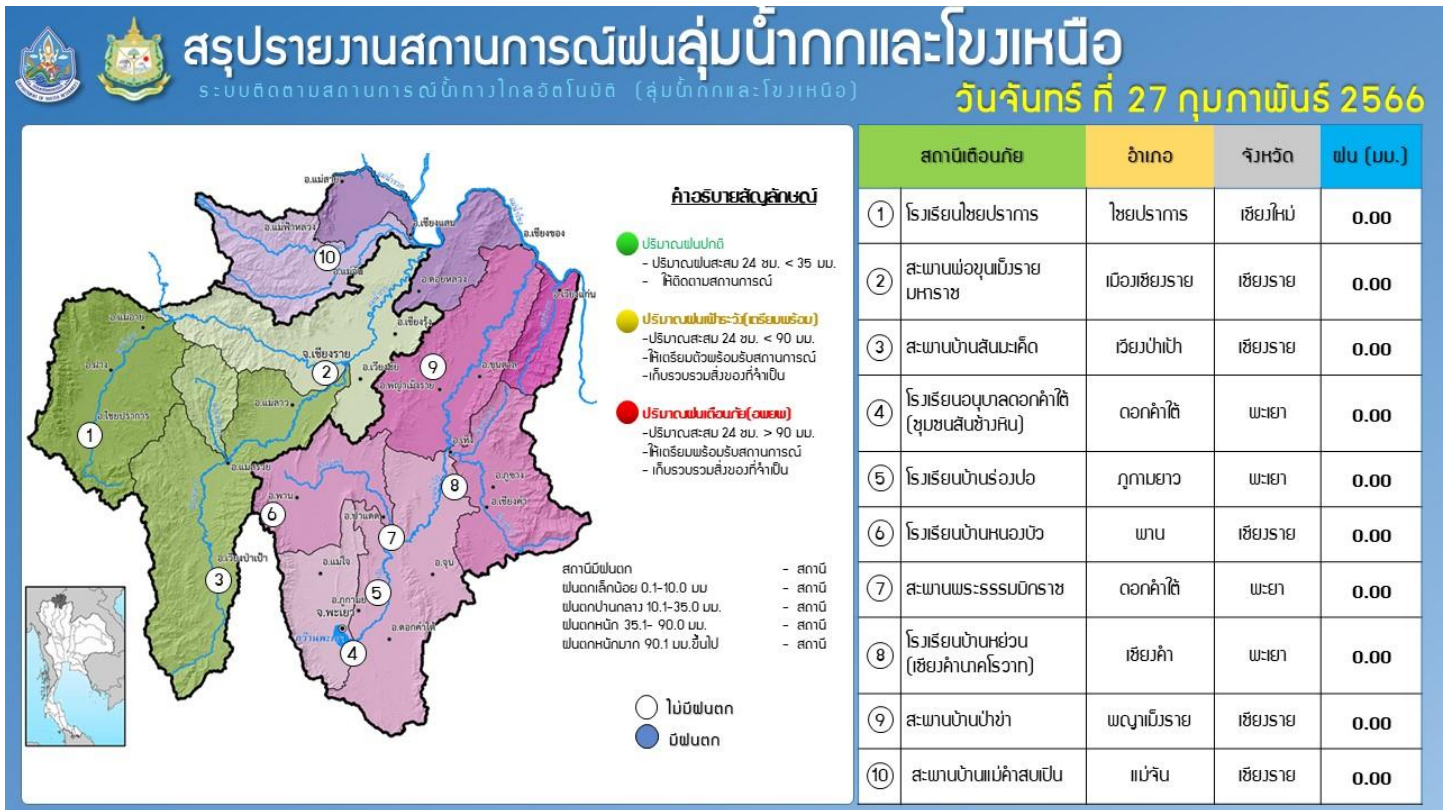 สรุปรายงานสถานการณ์ฝนลุ่มน้ำกกและโขงเหนือ
ระบบติดตามสถานการณ์น้ำทางไกลอัตโนมัติ (ลุ่มน้ำกกและโขงเหนือ)
วันจันทร์ ที่ 27 กุมภาพันธ์ 2566
อ.แม่สาย
อ.แม่ฟ้าหลวง
อ.เชียงแสน
อ.เชียงของ
10
อ.แม่จัน
อ.ดอยหลวง
อ.เวียงแก่น
อ.แม่อาย
อ.เชียงรุ้ง
จ.เชียงราย
9
อ.ฝาง
2
อ.เวียงชัย
อ.พญาเม็งราย
อ.ขุนตาล
อ.ไชยปราการ
อ.แม่ลาว
1
อ.เทิง
อ.แม่สรวย
8
อ.ภูซาง
อ.พาน
อ.เชียงคำ
6
อ.ป่าแดด
7
อ.เวียงป่าเป้า
อ.แม่ใจ
อ.จุน
3
5
อ.ภูกามยาว
จ.พะเยา
อ.ดอกคำใต้
กว๊านพะเยา
4
คำอธิบายสัญลักษณ์
ปริมาณฝนปกติ
- ปริมาณฝนสะสม 24 ชม. < 35 มม.
- ให้ติดตามสถานการณ์
ปริมาณฝนเฝ้าระวัง(เตรียมพร้อม)
-ปริมาณสะสม 24 ชม. < 90 มม.
-ให้เตรียมตัวพร้อมรับสถานการณ์
-เก็บรวบรวมสิ่งของที่จำเป็น
ปริมาณฝนเตือนภัย(อพยพ)
-ปริมาณสะสม 24 ชม. > 90 มม.
-ให้เตรียมพร้อมรับสถานการณ์
- เก็บรวบรวมสิ่งของที่จำเป็น
สถานีมีฝนตก - สถานี
ฝนตกเล็กน้อย 0.1-10.0 มม - สถานี
ฝนตกปานกลาง 10.1-35.0 มม. - สถานี
ฝนตกหนัก 35.1- 90.0 มม. - สถานี
ฝนตกหนักมาก 90.1 มม.ขึ้นไป - สถานี
ไม่มีฝนตก
มีฝนตก
สถานีเตือนภัย อำเภอ จังหวัด ฝน (มม.)
1 โรงเรียนไชยปราการ ไชยปราการ เชียงใหม่ 0.00
2 สะพานพ่อขุนเม็งราย
มหาราช เมืองเชียงราย เชียงราย 0.00
3 สะพานบ้านสันมะเค็ด เวียงป่าเป้า เชียงราย 0.00
4 โรงเรียนอนุบาลดอกคำใต้
(ชุมชนสันช้างหิน) ดอกคำใต้ พะเยา 0.00
5 โรงเรียนบ้านร่องปอ ภูกามยาว พะเยา 0.00
6 โรงเรียนบ้านหนองบัว พาน เชียงราย 0.00
7 สะพานพระธรรมมิกราช ดอกคำใต้ พะเยา 0.00
8 โรงเรียนบ้านหย่วน
(เชียงคำนาคโรวาท) เชียงคำ พะเยา 0.00
9 สะพานบ้านป่าข่า พญาเม็งราย เชียงราย 0.00
10 สะพานบ้านแม่คำสบเปิน แม่จัน เชียงราย 0.00